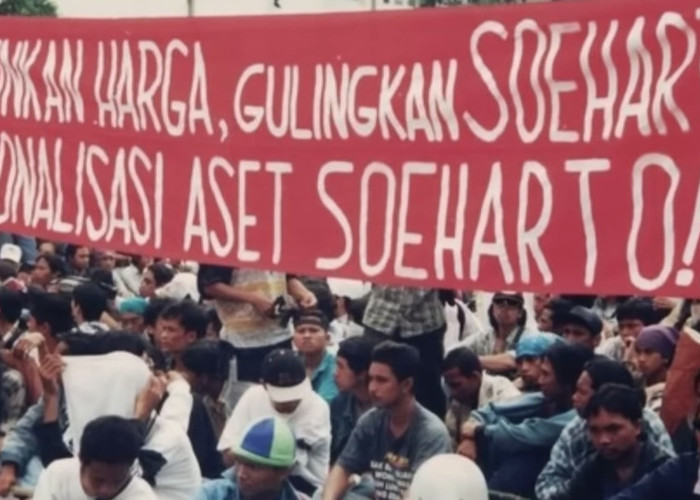 NKAN HARGA, GULINGKAN SOEHAR
ONALISASI ASET SOEHARTO!